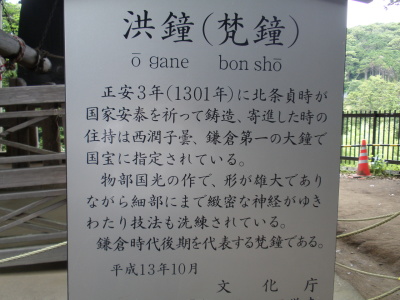 洪鐘(梵鐘)
ō gane bon shō
正安3年(1301年)に北条貞時が
国家安泰を祈って鋳造、寄進した時の
住持は西澗子曇、鎌倉第一の大鐘で
国宝に指定されている。
物部国光の作で、形が雄大であり
ながら細部にまで緻密な神経がゆき
わたり技法も洗練されている。
鎌倉時代後期を代表する梵鐘である。
平成13年10月
文化庁